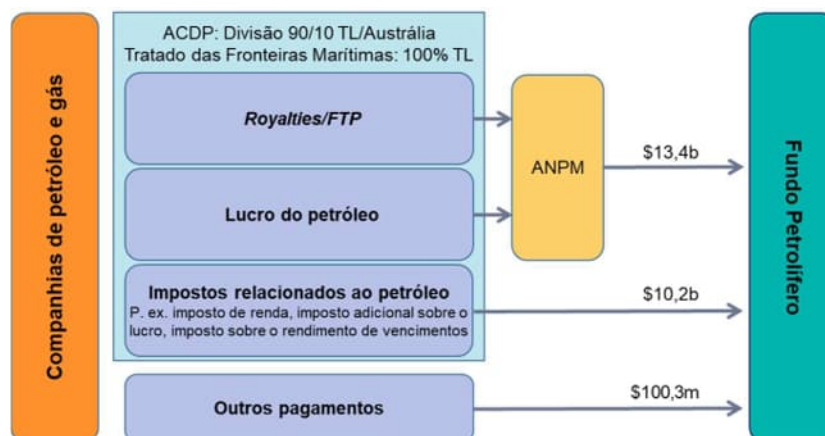 Companhias de petróleo e gás
ACDP: Divisão 90/10 TL/Austrália
Tratado das Fronteiras Marítimas: 100% TL
Royalties/FTP
Lucro do petróleo
ANPM
$13,4b
Impostos relacionados ao petróleo
P. ex. imposto de renda, imposto adicional sobre o
lucro, imposto sobre o rendimento de vencimentos
$10,2b
Outros pagamentos
$100,3m
Fundo Petrolífero